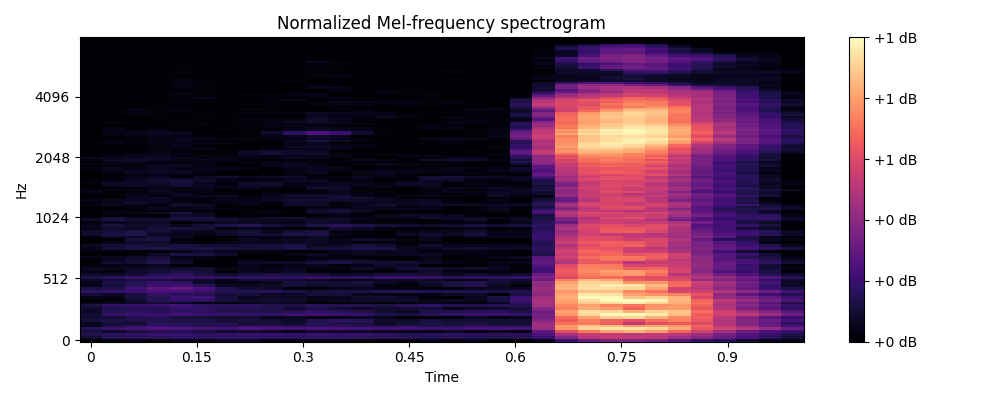 Normalized Mel-frequency spectrogram
Hz
4096
2048
1024
512
0
0 0.15 0.3 0.45 0.6 0.75 0.9
Time
+1 dB
+1 dB
+1 dB
+0 dB
+0 dB
+0 dB